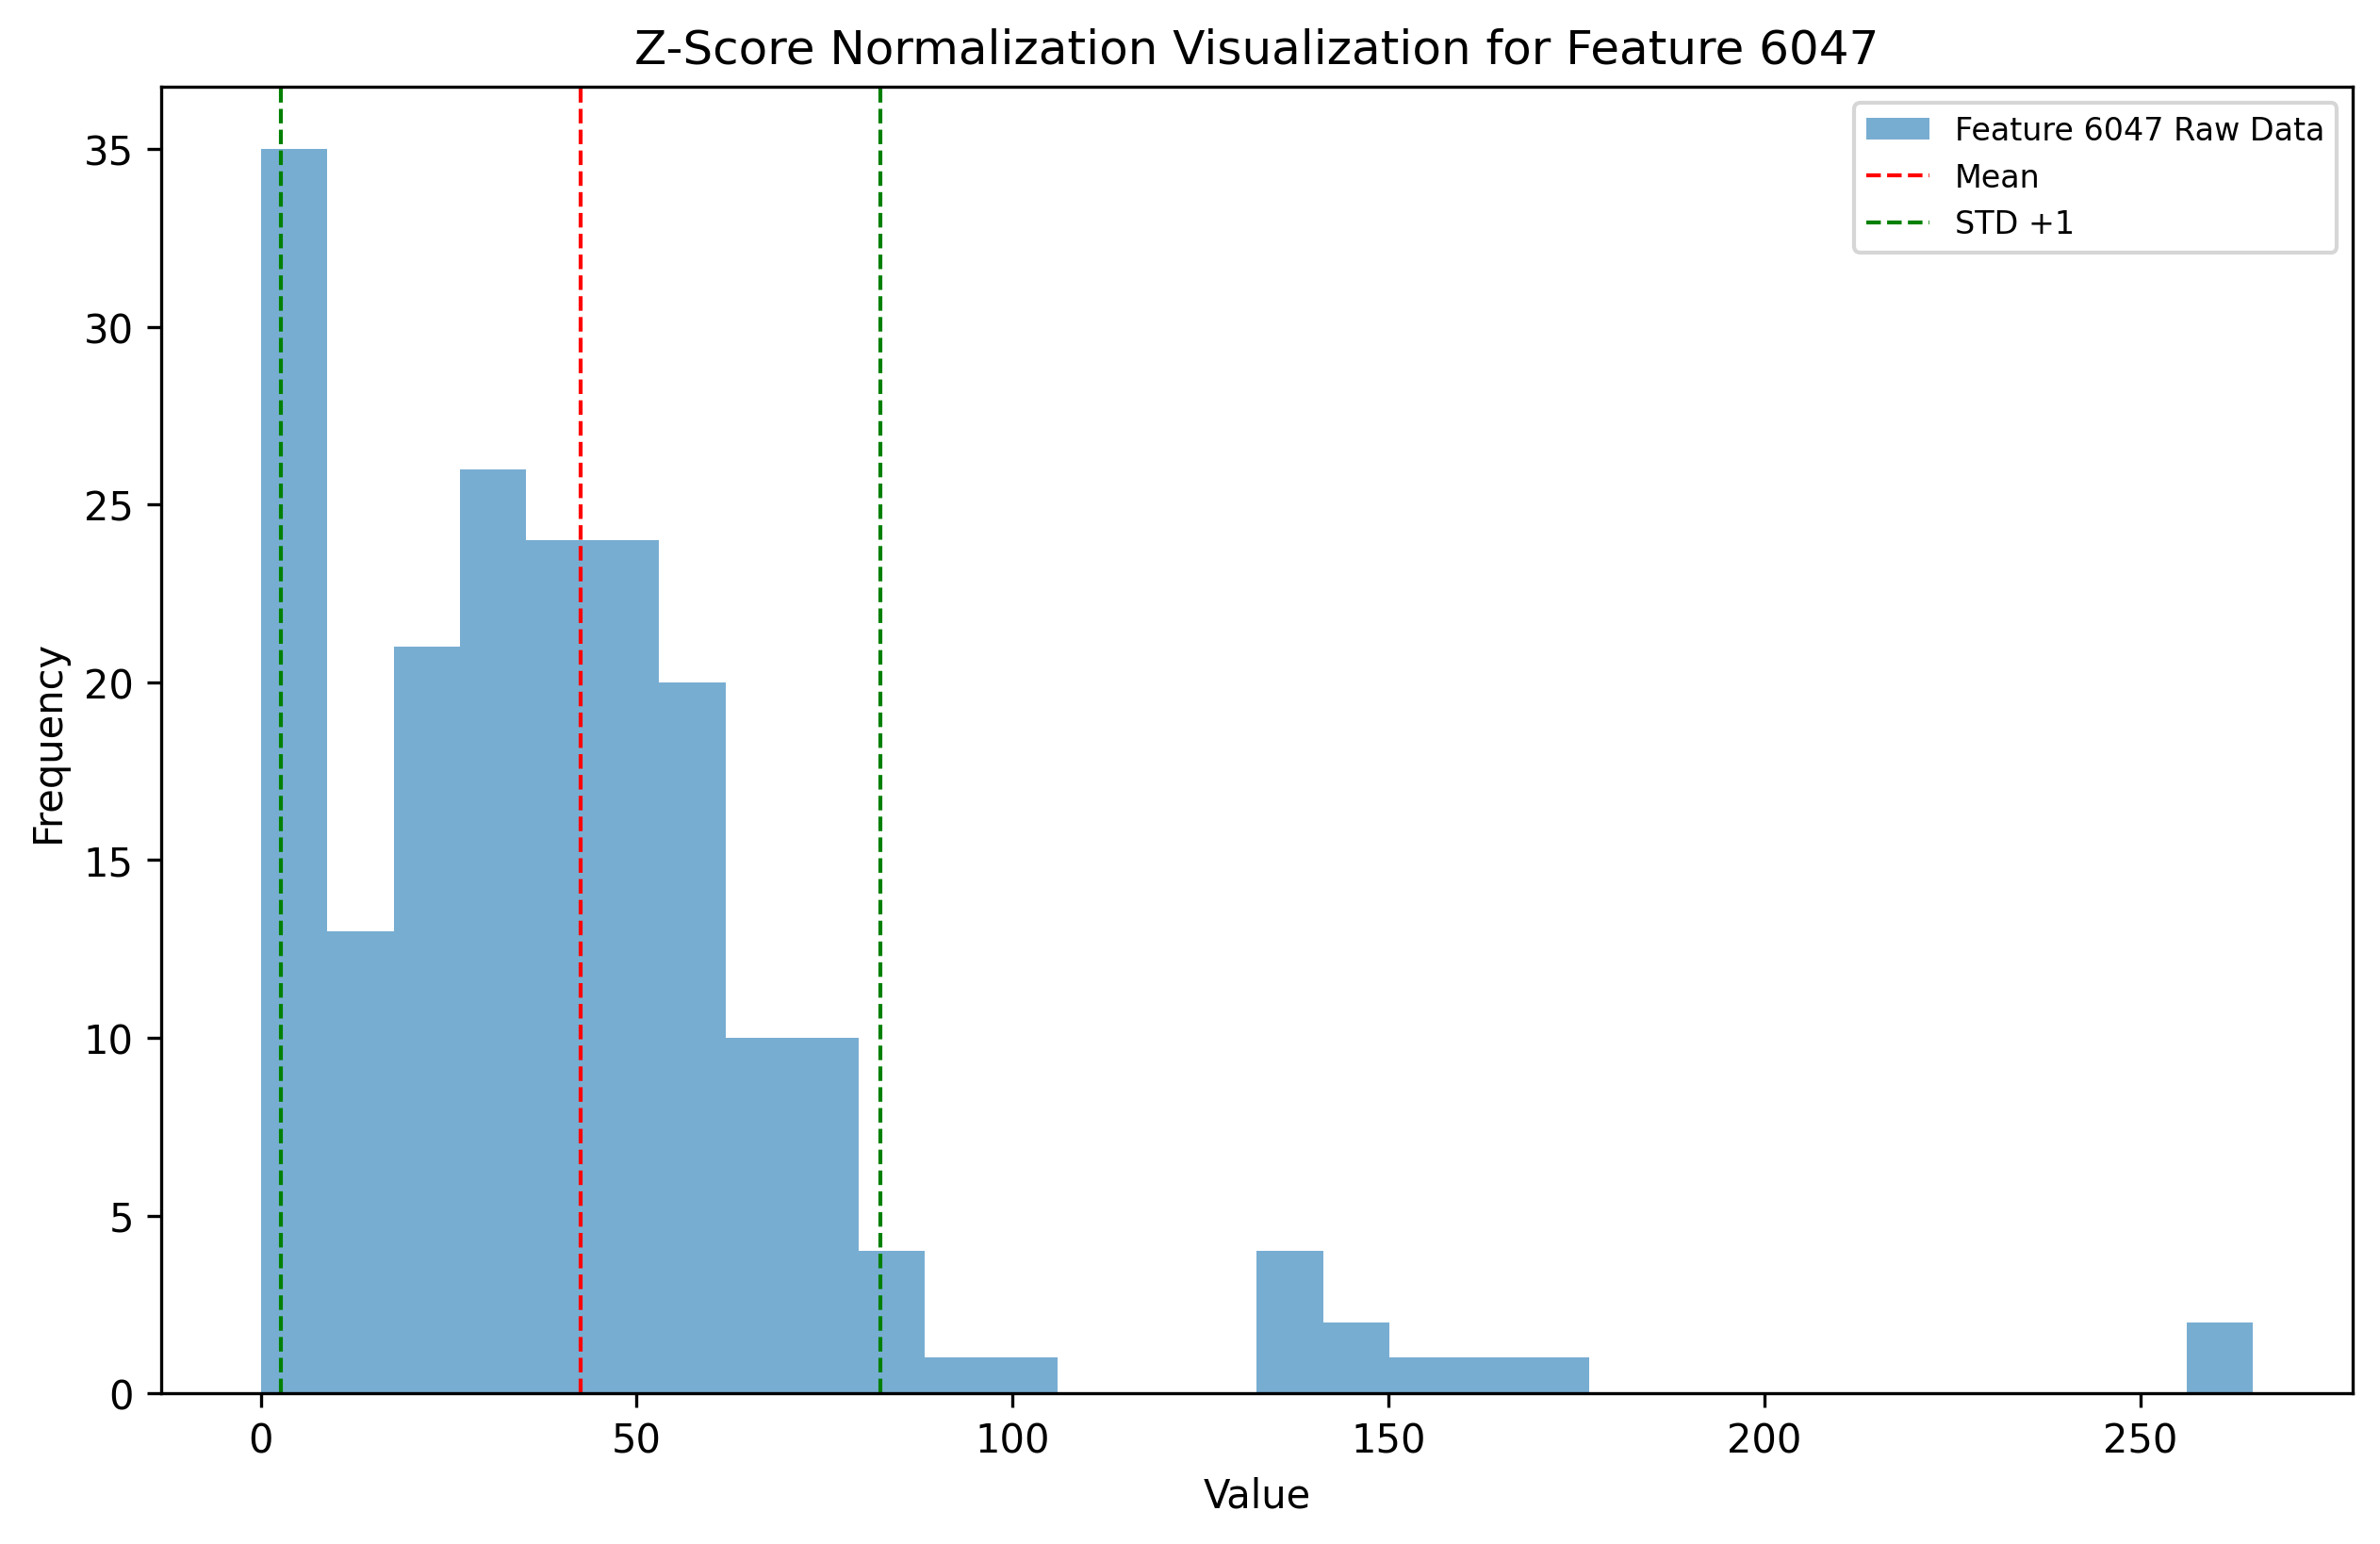 Z-Score Normalization Visualization for Feature 6047
Feature 6047 Raw Data
Mean
STD +1
Frequency
35
30
25
20
15
10
5
0
0 50 100 150 200 250
Value